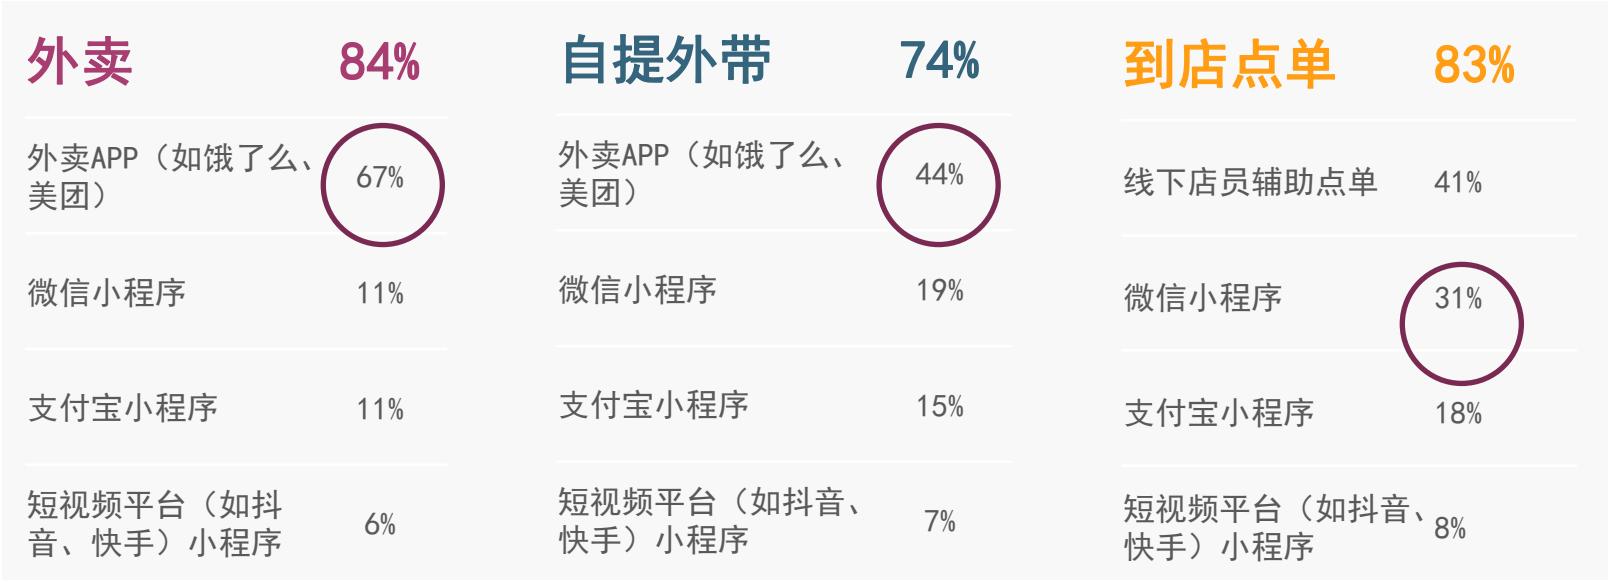 外卖 84%
外卖APP（如饿了么、
美团） 67%
微信小程序 11%
支付宝小程序 11%
短视频平台（如抖
音、快手）小程序 6%
自提外带 74%
外卖APP（如饿了么、
美团） 44%
微信小程序 19%
支付宝小程序 15%
短视频平台（如抖音、
快手）小程序 7%
到店点单 83%
线下店员辅助点单 41%
微信小程序 31%
支付宝小程序 18%
短视频平台（如抖音、
快手）小程序 8%